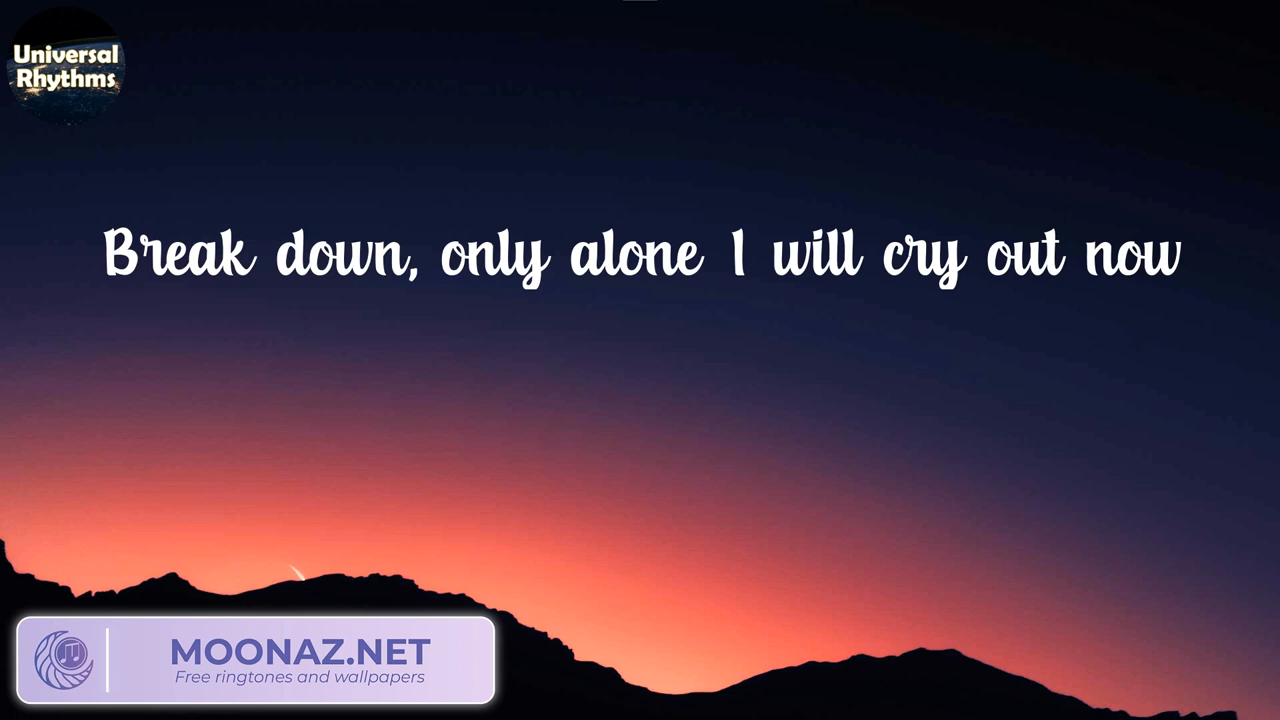 Universal
Rhythms
Break down, only alone I will cry out now
MOONAZ.NET
Free ringtones and wallpapers